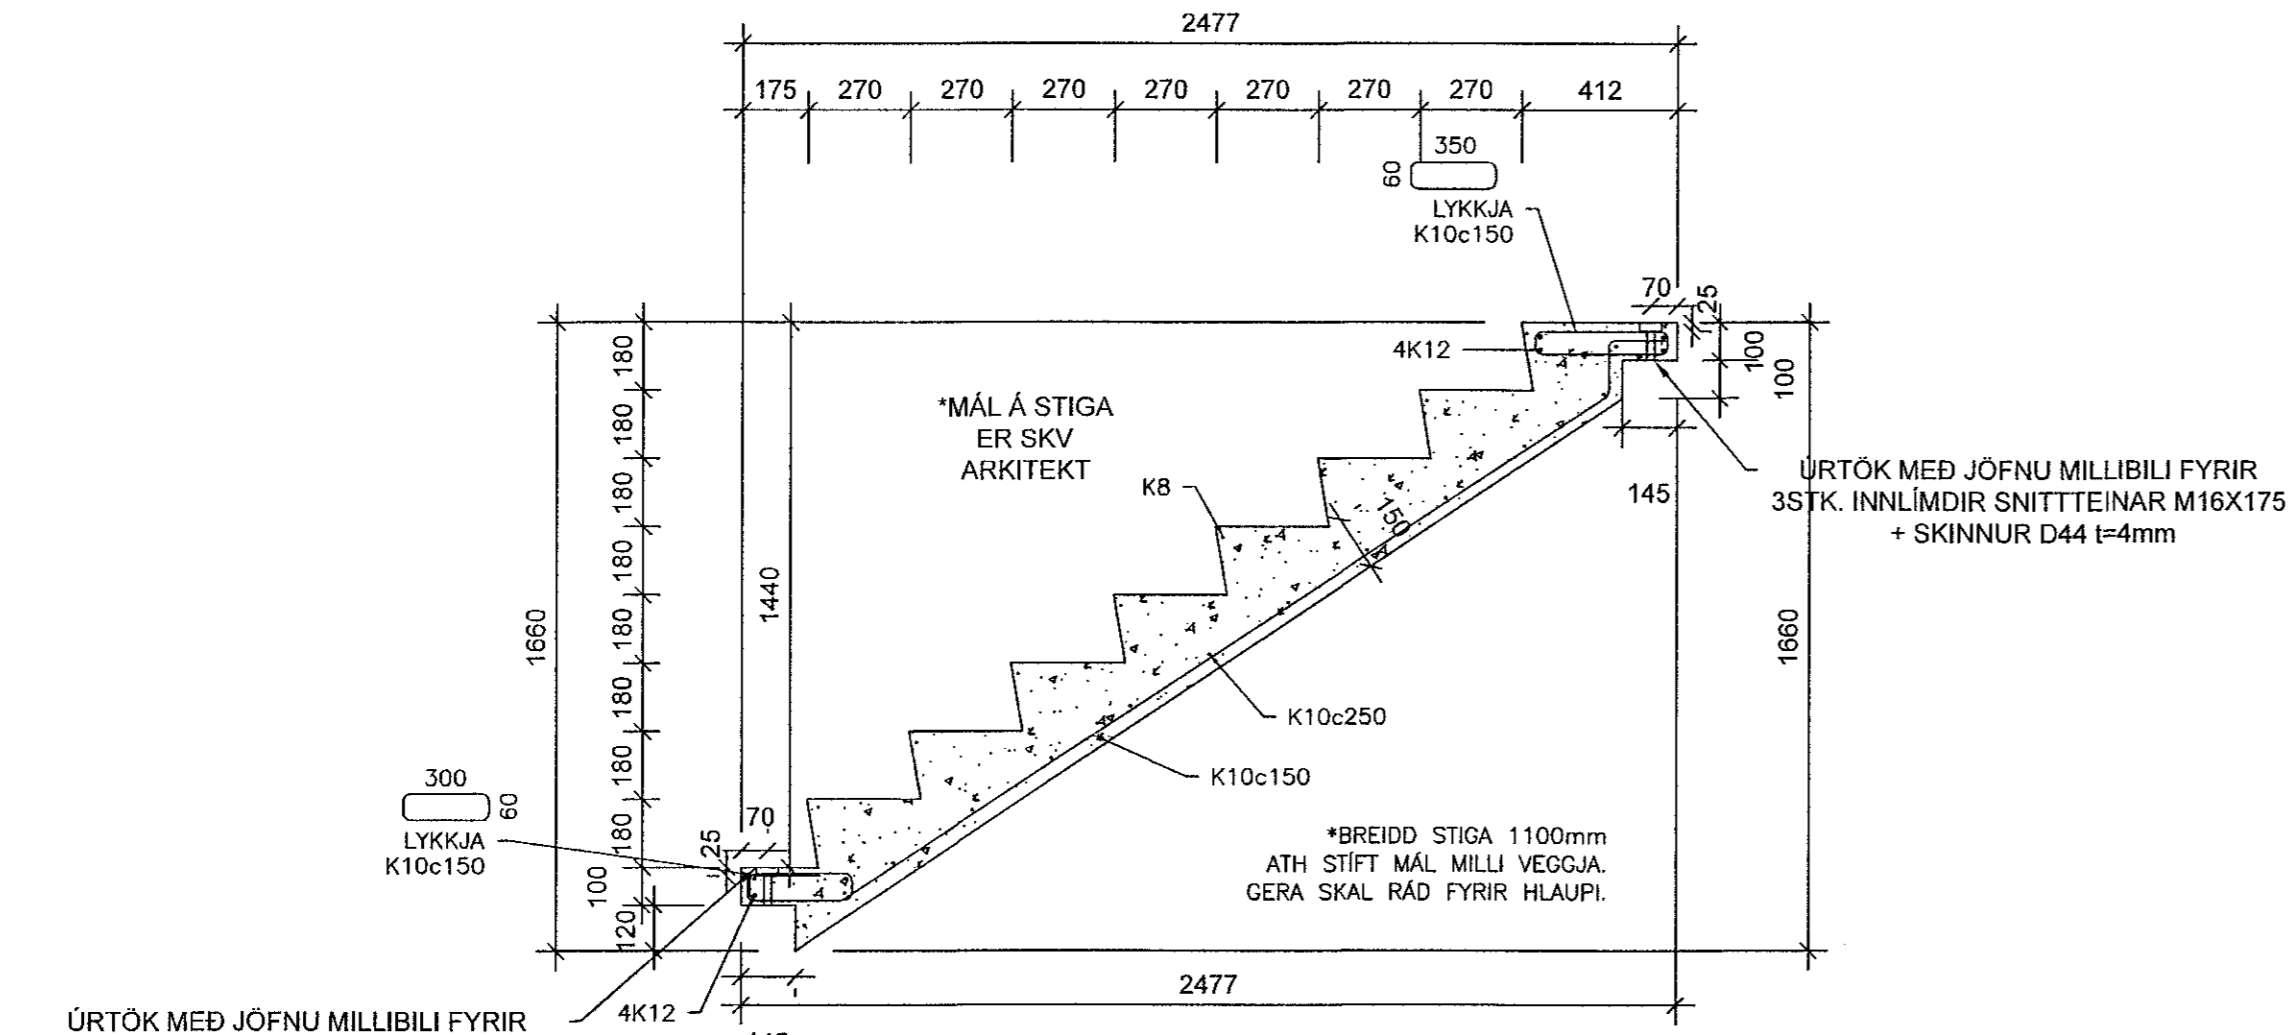 2477
175 270 270 270 270 270 270 270 412
350
60
LYKKJA
K10c150
70
25
100
100
4K12
145
ÚRTÖK MEÐ JÖFNU MILLIBILI FYRIR
3STK. INNLÍMDIR SNITTTEINAR M16X175
+ SKINNUR D44 t=4mm
*MÁL Á STIGA
ER SKV
ARKITEKT
K8
150
180
180
180
180
180
180
180
180
100
120
1660
1440
1660
K10c250
K10c150
300
60
LYKKJA
K10c150
70
25
*BREIDD STIGA 1100mm
ATH STÍFT MÁL MILLI VEGGJA.
GERA SKAL RÁÐ FYRIR HLAUPI.
2477
4K12
ÚRTÖK MEÐ JÖFNU MILLIBILI FYRIR